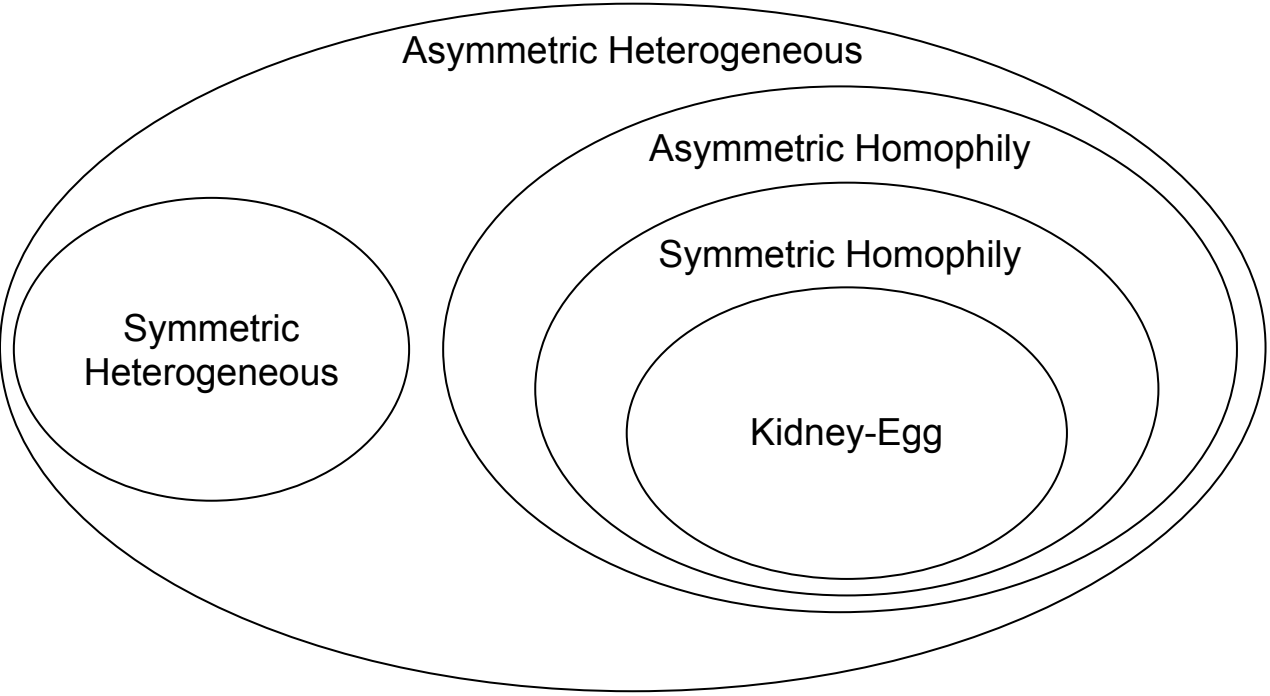 Asymmetric Heterogeneous
Asymmetric Homophily
Symmetric Homophily
Symmetric
Heterogeneous
Kidney-Egg